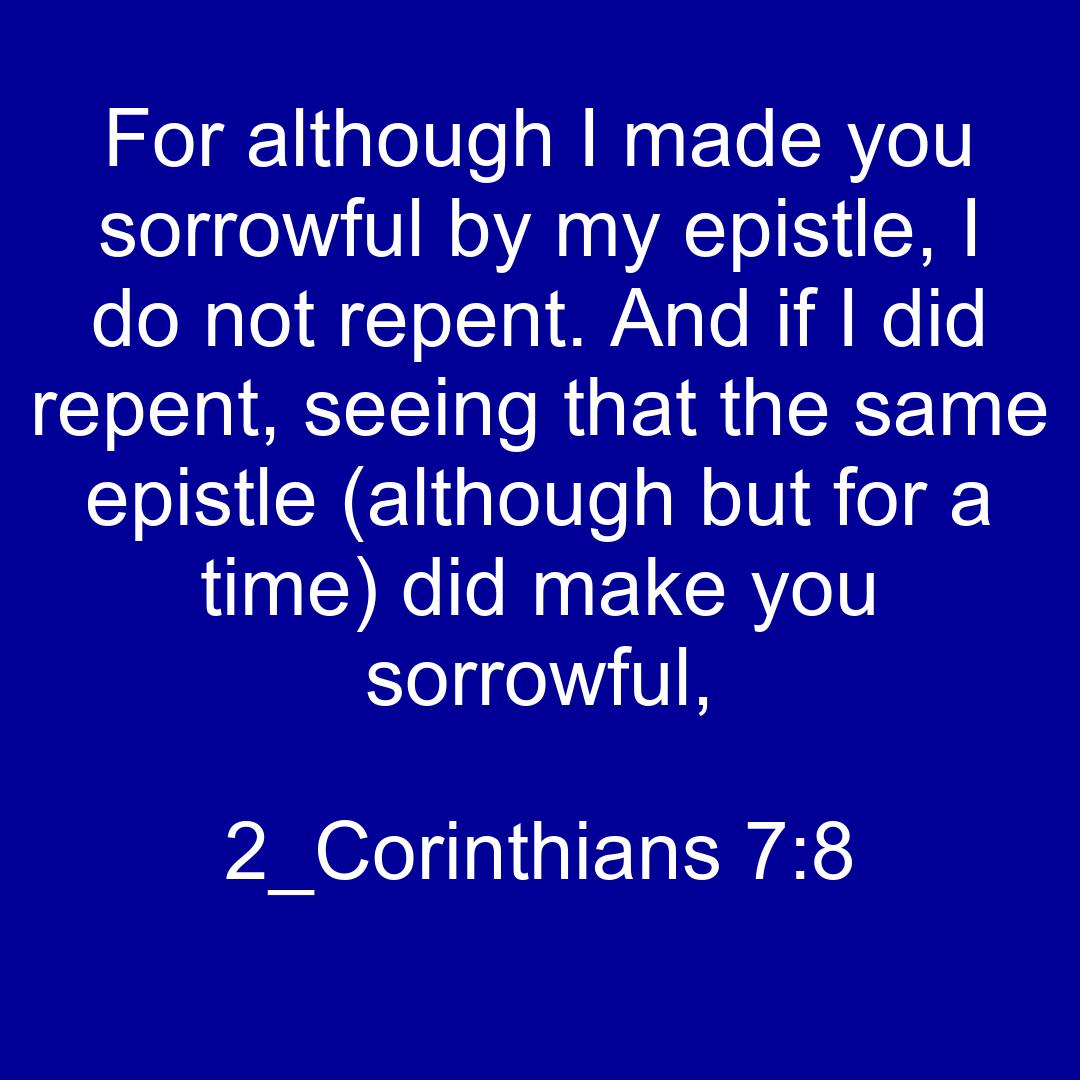 For although I made you
sorrowful by my epistle, I
do not repent. And if I did
repent, seeing that the same
epistle (although but for a
time) did make you
sorrowful,
2_Corinthians 7:8